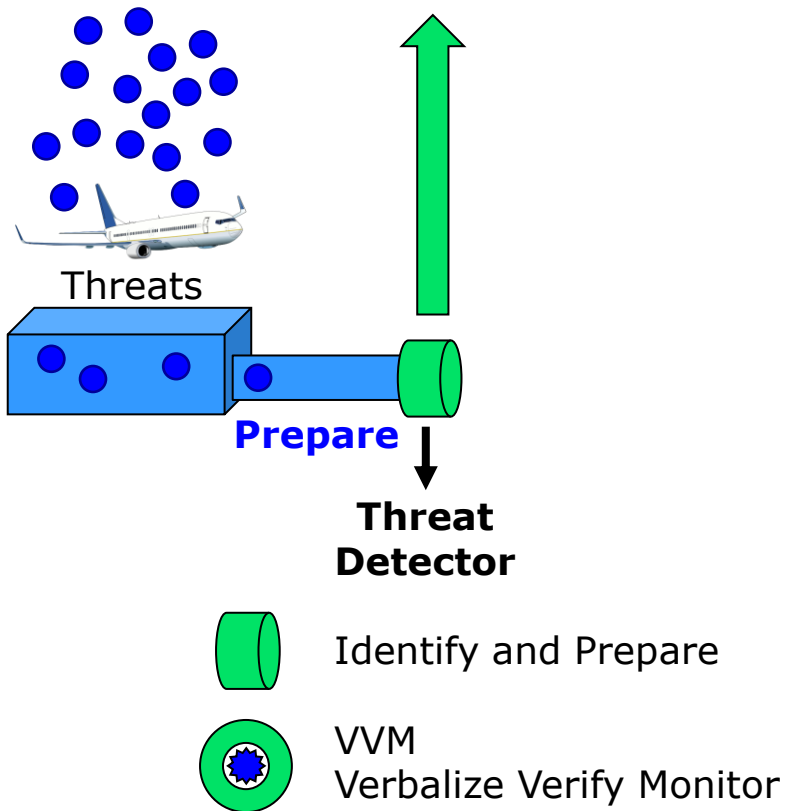 Threats
Prepare
Threat
Detector
Identify and Prepare
VVM
Verbalize Verify Monitor